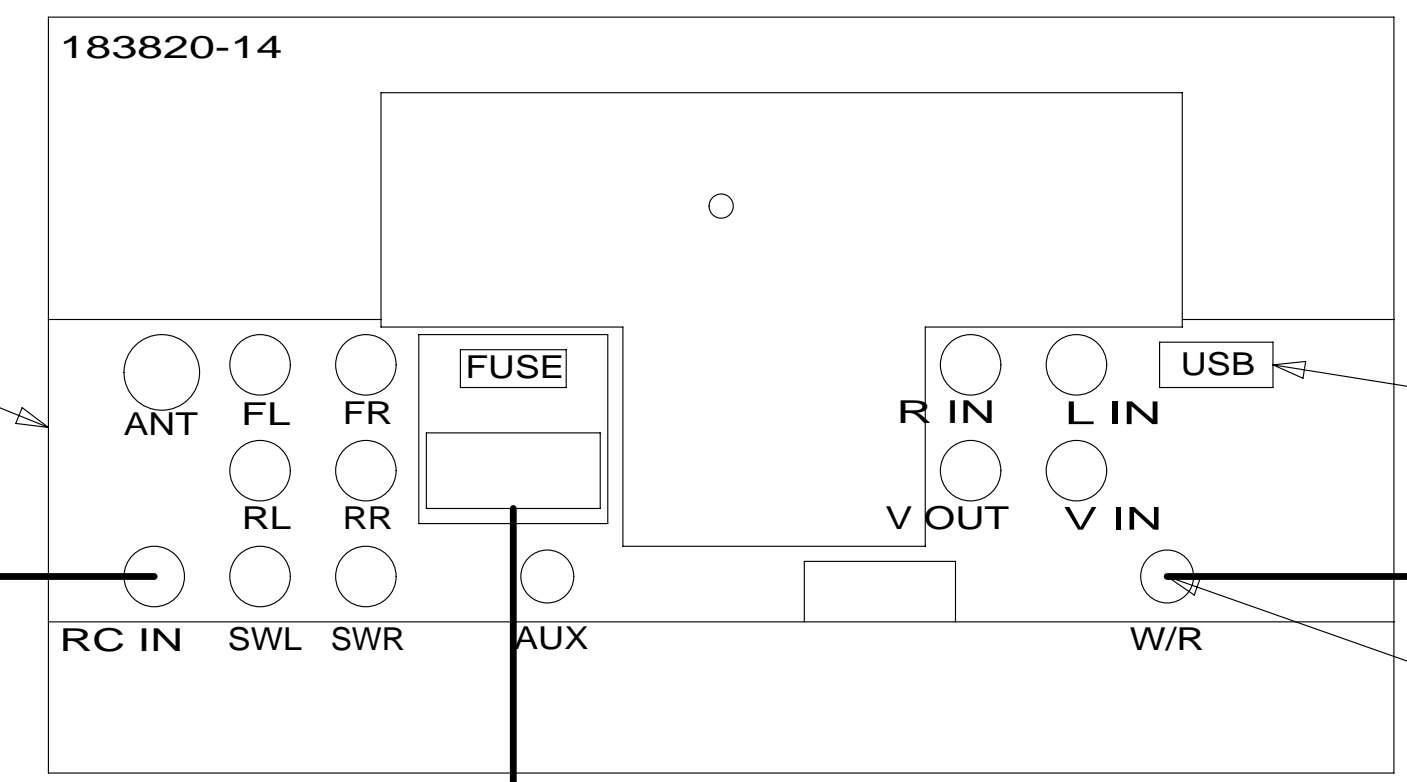 183820-14
FUSE
USB
ANT
FL
FR
R IN
L IN
RL
RR
V OUT
V IN
RC IN
SWL
SWR
AUX
W/R